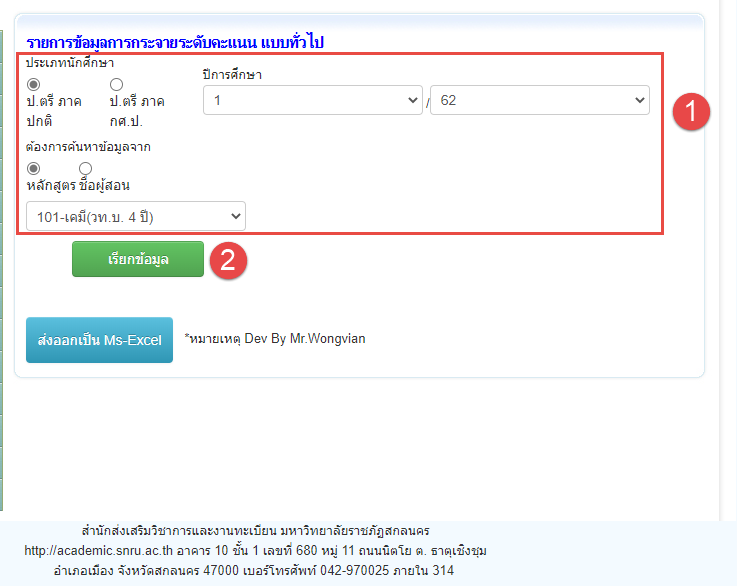 รายการข้อมูลการกระจายระดับคะแนน แบบทั่วไป
ประเภทนักศึกษา
ป.ตรี ภาค
ปกติ
ป.ตรี ภาค
กศ.ป.
ปีการศึกษา
1 / 62
1
ต้องการค้นหาข้อมูลจาก
หลักสูตร ชื่อผู้สอน
101-เคมี(วท.บ. 4 ปี)
เรียกข้อมูล
2
ส่งออกเป็น Ms-Excel
*หมายเหตุ Dev By Mr.Wongvian
สำนักส่งเสริมวิชาการและงานทะเบียน มหาวิทยาลัยราชภัฏสกลนคร
http://academic.snru.ac.th อาคาร 10 ชั้น 1 เลขที่ 680 หมู่ 11 ถนนนิตโย ต. ธาตุเชิงชุม
อำเภอเมือง จังหวัดสกลนคร 47000 เบอร์โทรศัพท์ 042-970025 ภายใน 314